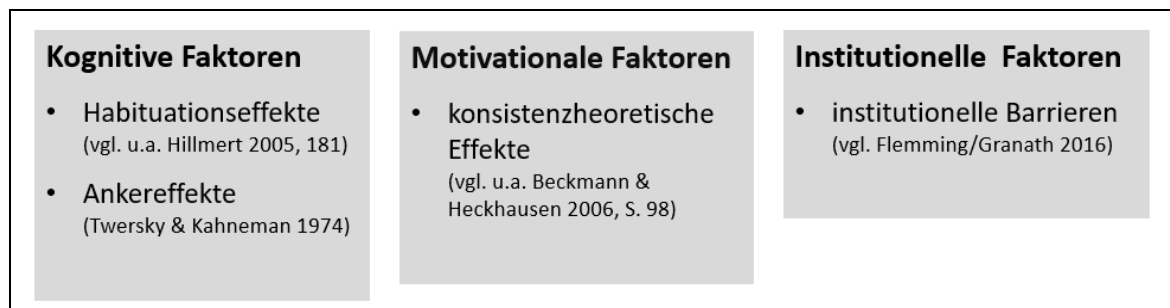 Kognitive Faktoren
• Habituationseffekte
(vgl. u.a. Hillmert 2005, 181)
• Ankereffekte
(Twersky & Kahneman 1974)
Motivationale Faktoren
• konsistenzheoretische
Effekte
(vgl. u.a. Beckmann &
Heckhausen 2006, S. 98)
Institutionelle Faktoren
• institutionelle Barrieren
(vgl. Flemming/Granath 2016)